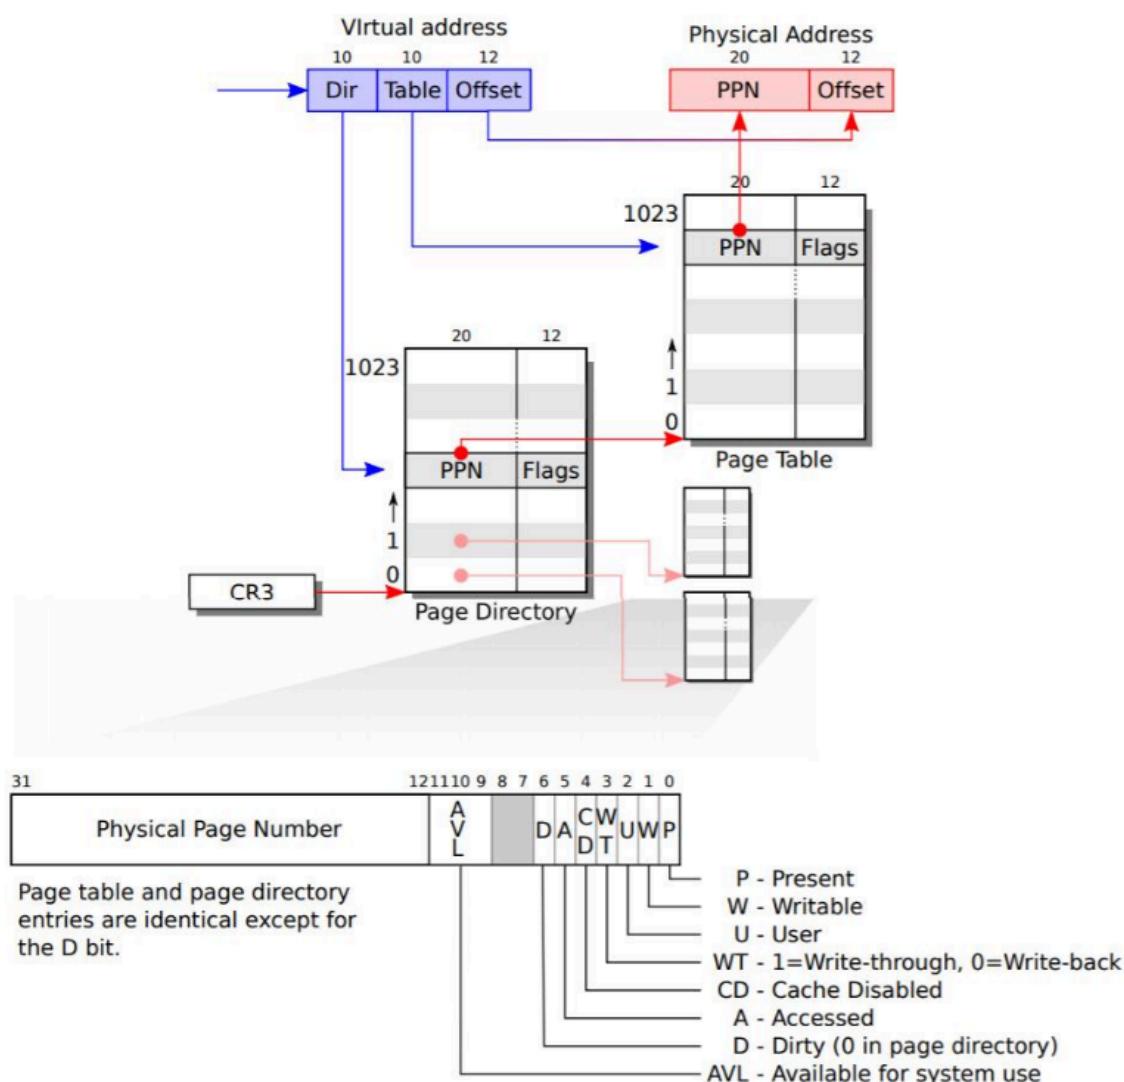 VIrtual address
10 10 12
Dir Table Offset
Physical Address
20 12
PPN Offset
20 12
1023
PPN Flags
1
0
Page Table
20 12
1023
PPN Flags
1
0
CR3
Page Directory
31 12 11 10 9 8 7 6 5 4 3 2 1 0
Physical Page Number AVL D A CD WT U W P
Page table and page directory
entries are identical except for
the D bit.
P - Present
W - Writable
U - User
WT - 1=Write-through, 0=Write-back
CD - Cache Disabled
A - Accessed
D - Dirty (0 in page directory)
AVL - Available for system use